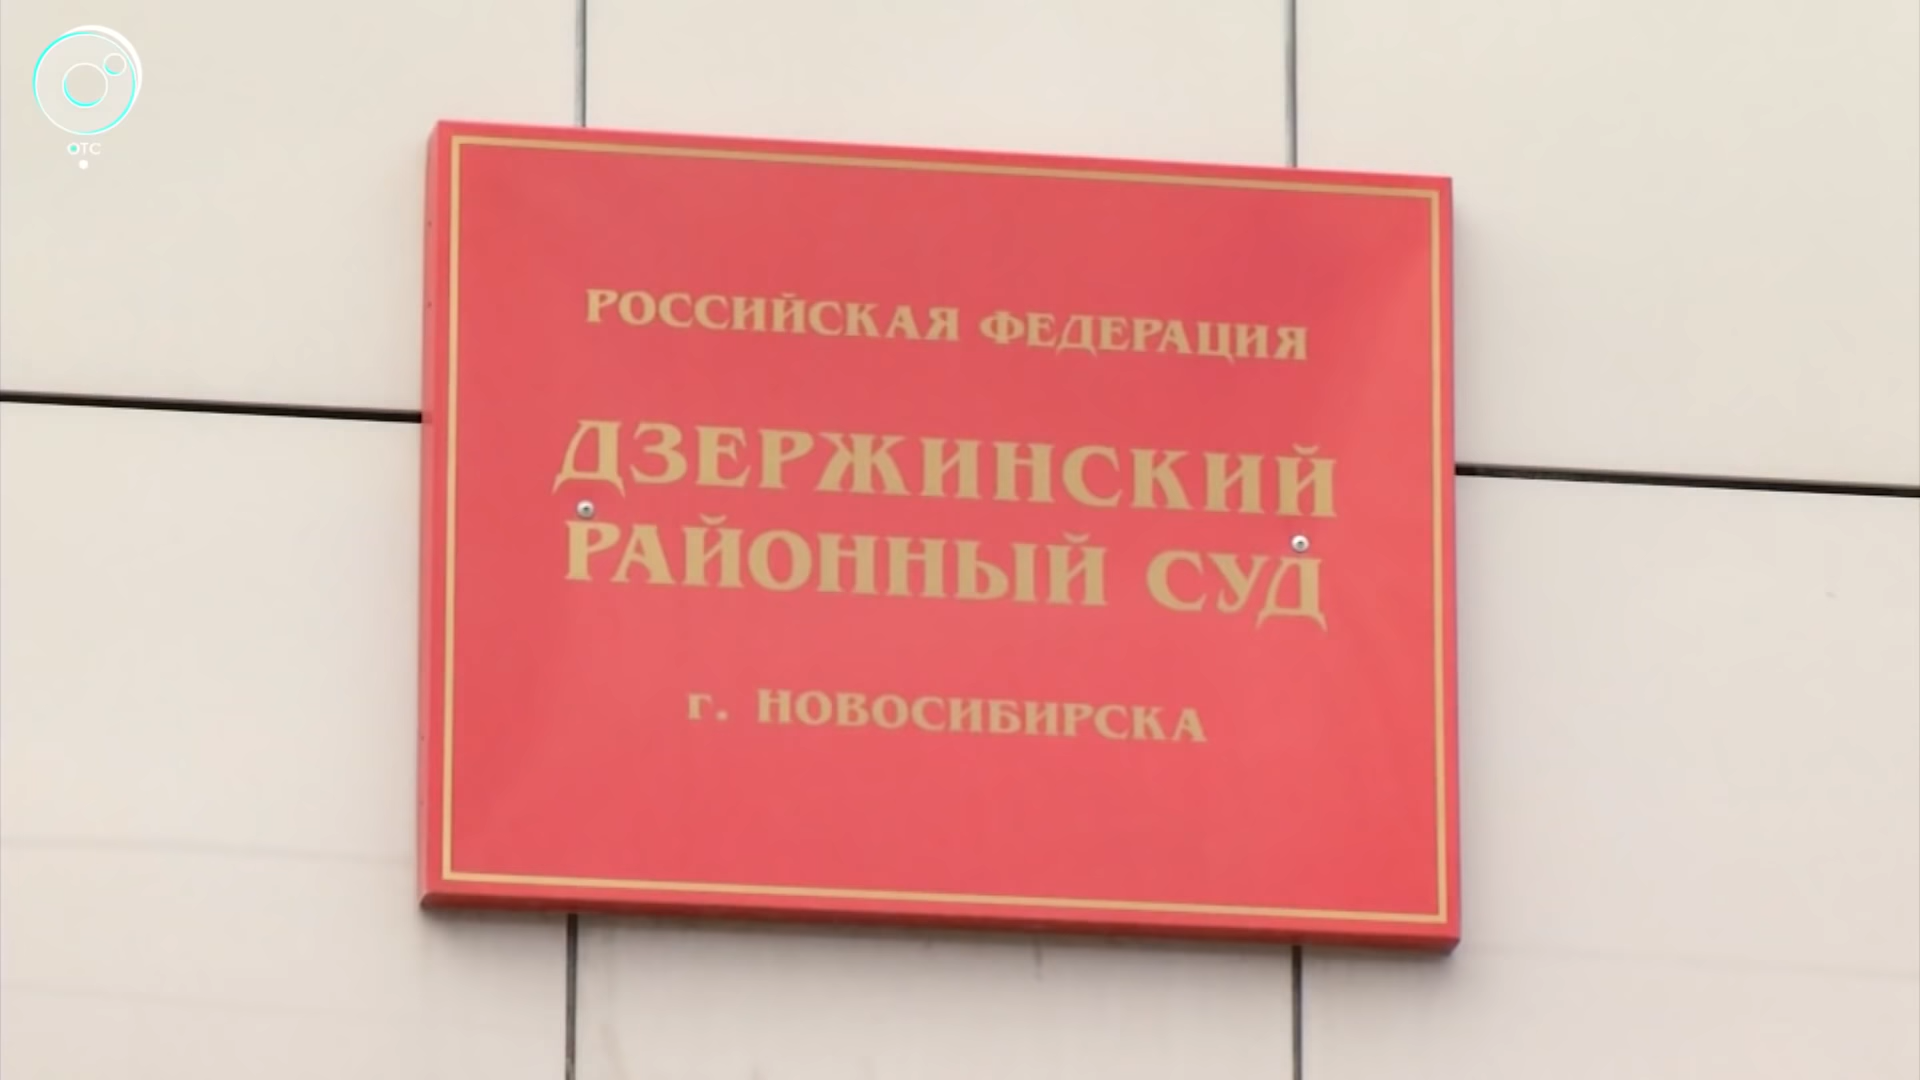 ОТС
РОССИЙСКАЯ ФЕДЕРАЦИЯ
ДЗЕРЖИНСКИЙ
РАЙОННЫЙ СУД
г. НОВОСИБИРСКА